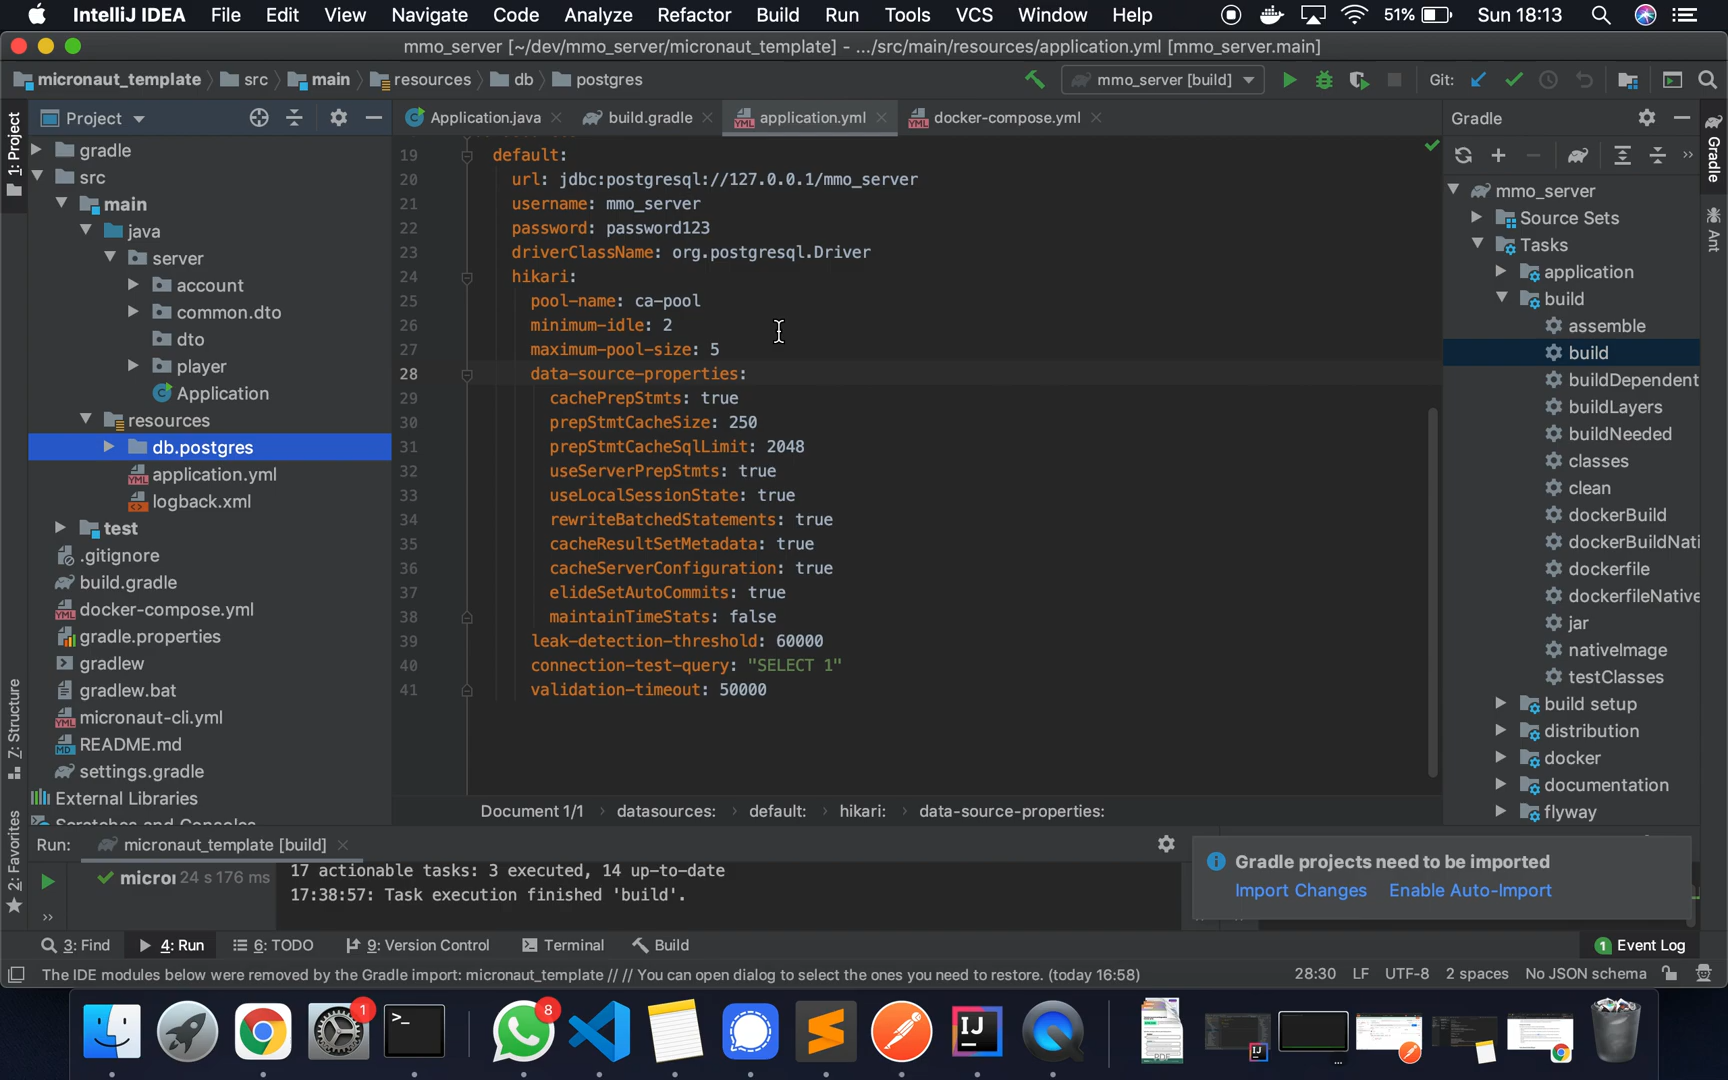 IntelliJ IDEA File Edit View Navigate Code Analyze Refactor Build Run Tools VCS Window Help 51% Sun 18:13
mmo_server [~/dev/mmo_server/micronaut_template] - .../src/main/resources/application.yml [mmo_server.main]
micronaut_template src main resources db postgres mmo_server [build] Git:
Project Application.java build.gradle application.yml docker-compose.yml Gradle
1: Project
gradle
src
main
java
server
account
common.dto
dto
player
Application
resources
db.postgres
application.yml
logback.xml
test
.gitignore
build.gradle
docker-compose.yml
gradle.properties
gradlew
gradlew.bat
micronaut-cli.yml
README.md
settings.gradle
External Libraries
Scratches and Consoles
Z: Structure
2: Favorites
19 default:
20 url: jdbc:postgresql://127.0.0.1/mmo_server
21 username: mmo_server
22 password: password123
23 driverClassName: org.postgresql.Driver
24 hikari:
25 pool-name: ca-pool
26 minimum-idle: 2
27 maximum-pool-size: 5
28 data-source-properties:
29 cachePrepStmts: true
30 prepStmtCacheSize: 250
31 prepStmtCacheSqlLimit: 2048
32 useServerPrepStmts: true
33 useLocalSessionState: true
34 rewriteBatchedStatements: true
35 cacheResultSetMetadata: true
36 cacheServerConfiguration: true
37 elideSetAutoCommits: true
38 maintainTimeStats: false
39 leak-detection-threshold: 60000
40 connection-test-query: "SELECT 1"
41 validation-timeout: 50000
Document 1/1 › datasources: › default: › hikari: › data-source-properties:
mmo_server
Source Sets
Tasks
application
build
assemble
build
buildDependent
buildLayers
buildNeeded
classes
clean
dockerBuild
dockerBuildNati
dockerfile
dockerfileNative
jar
nativeImage
testClasses
build setup
distribution
docker
documentation
flyway
Gradle
Ant
Run: micronaut_template [build]
micror 24 s 176 ms
17 actionable tasks: 3 executed, 14 up-to-date
17:38:57: Task execution finished 'build'.
Gradle projects need to be imported
Import Changes Enable Auto-Import
3: Find 4: Run 6: TODO 9: Version Control Terminal Build 1 Event Log
The IDE modules below were removed by the Gradle import: micronaut_template // // You can open dialog to select the ones you need to restore. (today 16:58) 28:30 LF UTF-8 2 spaces No JSON schema
1
8
>_
IJ